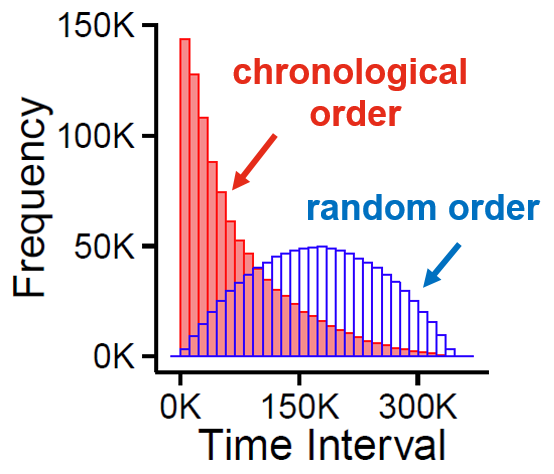 150K
chronological
order
100K
random order
50K
Frequency
0K
0K 150K 300K
Time Interval